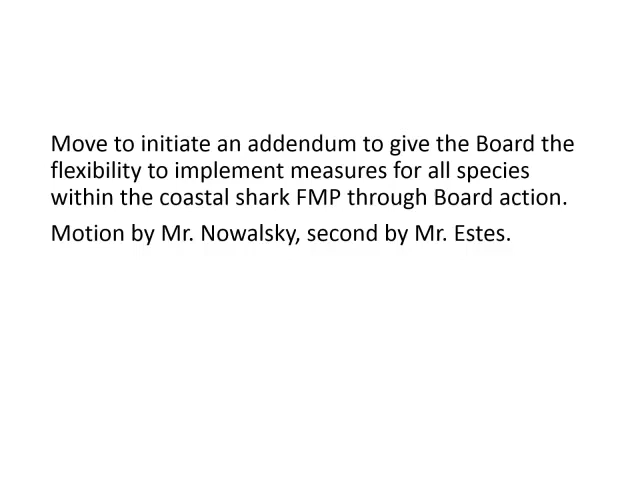 Move to initiate an addendum to give the Board the
flexibility to implement measures for all species
within the coastal shark FMP through Board action.
Motion by Mr. Nowalsky, second by Mr. Estes.